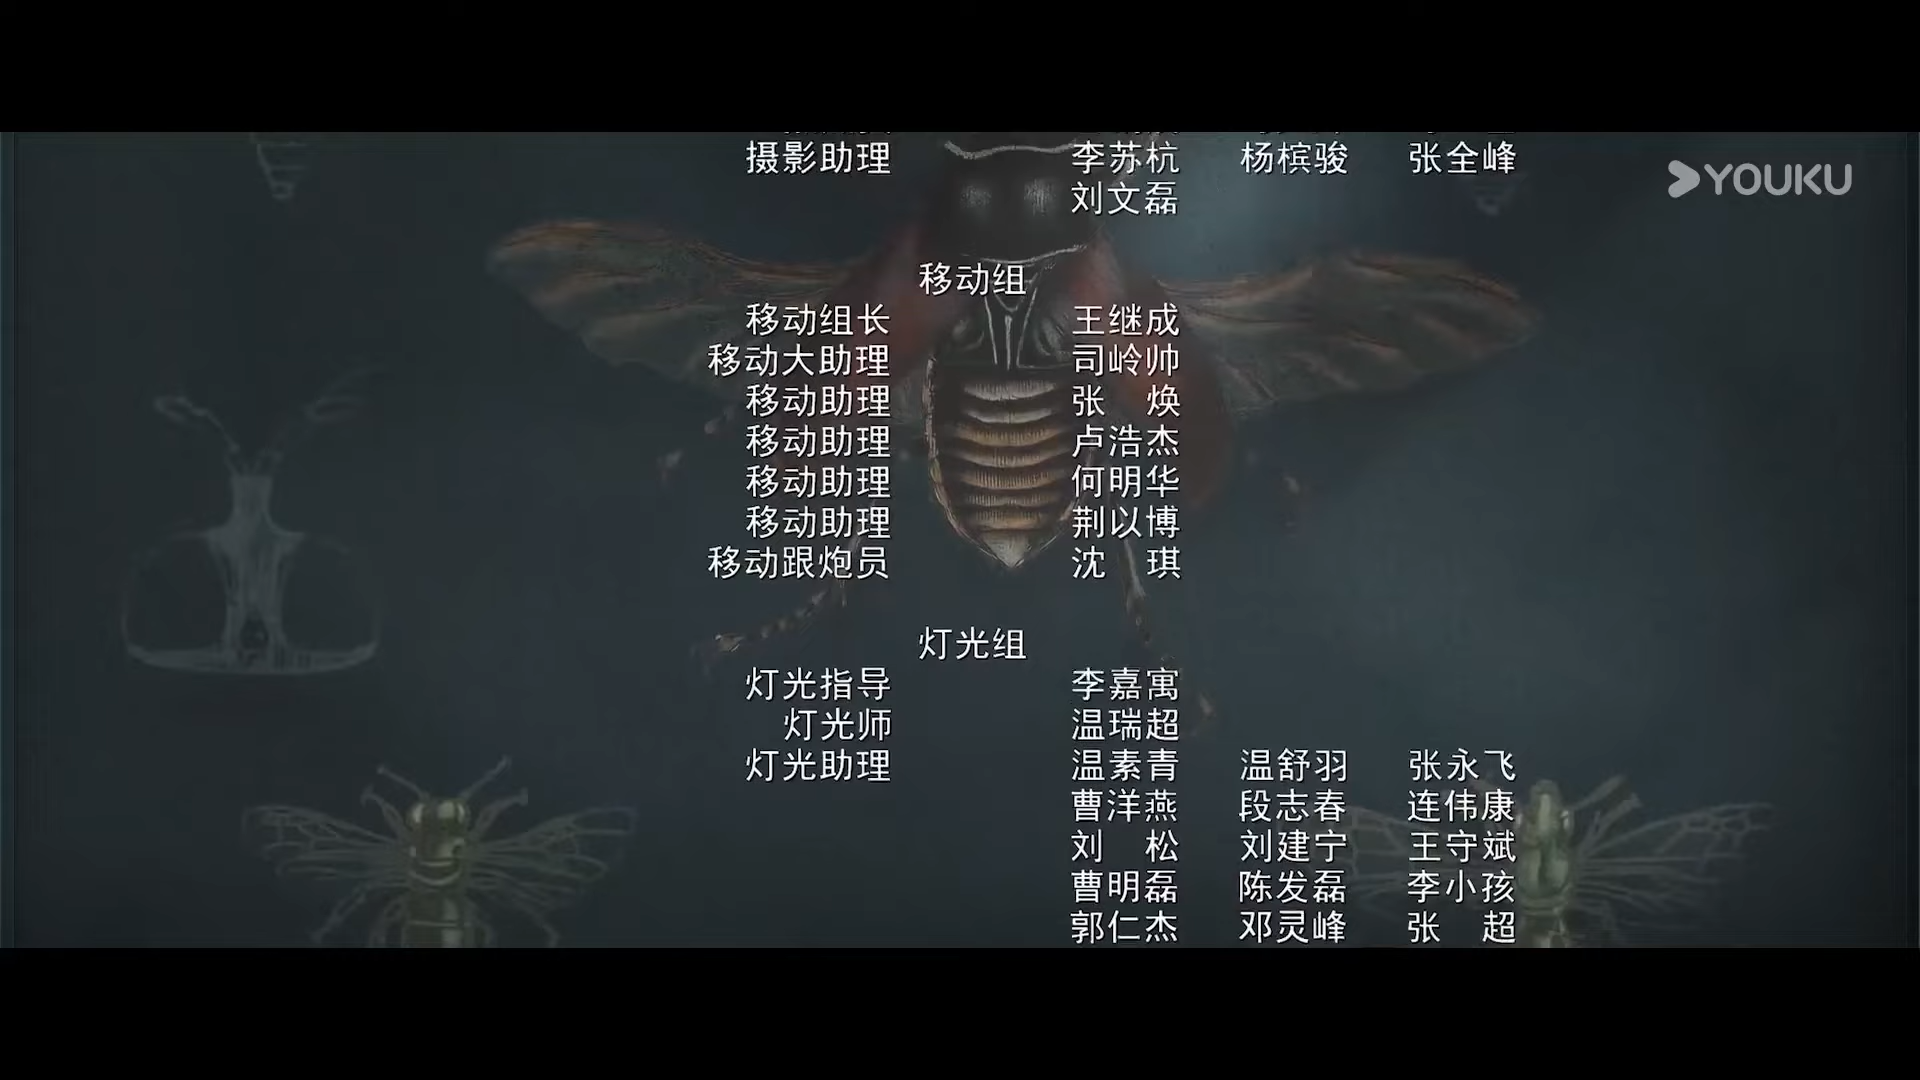 摄影助理 李苏杭 杨槟骏 张全峰
刘文磊
YOUKU
移动组
移动组长 王继成
移动大助理 司岭帅
移动助理 张 焕
移动助理 卢浩杰
移动助理 何明华
移动助理 荆以博
移动跟炮员 沈 琪
灯光组
灯光指导 李嘉寓
灯光师 温瑞超
灯光助理 温素青 温舒羽 张永飞
曹洋燕 段志春 连伟康
刘 松 刘建宁 王守斌
曹明磊 陈发磊 李小孩
郭仁杰 邓灵峰 张 超